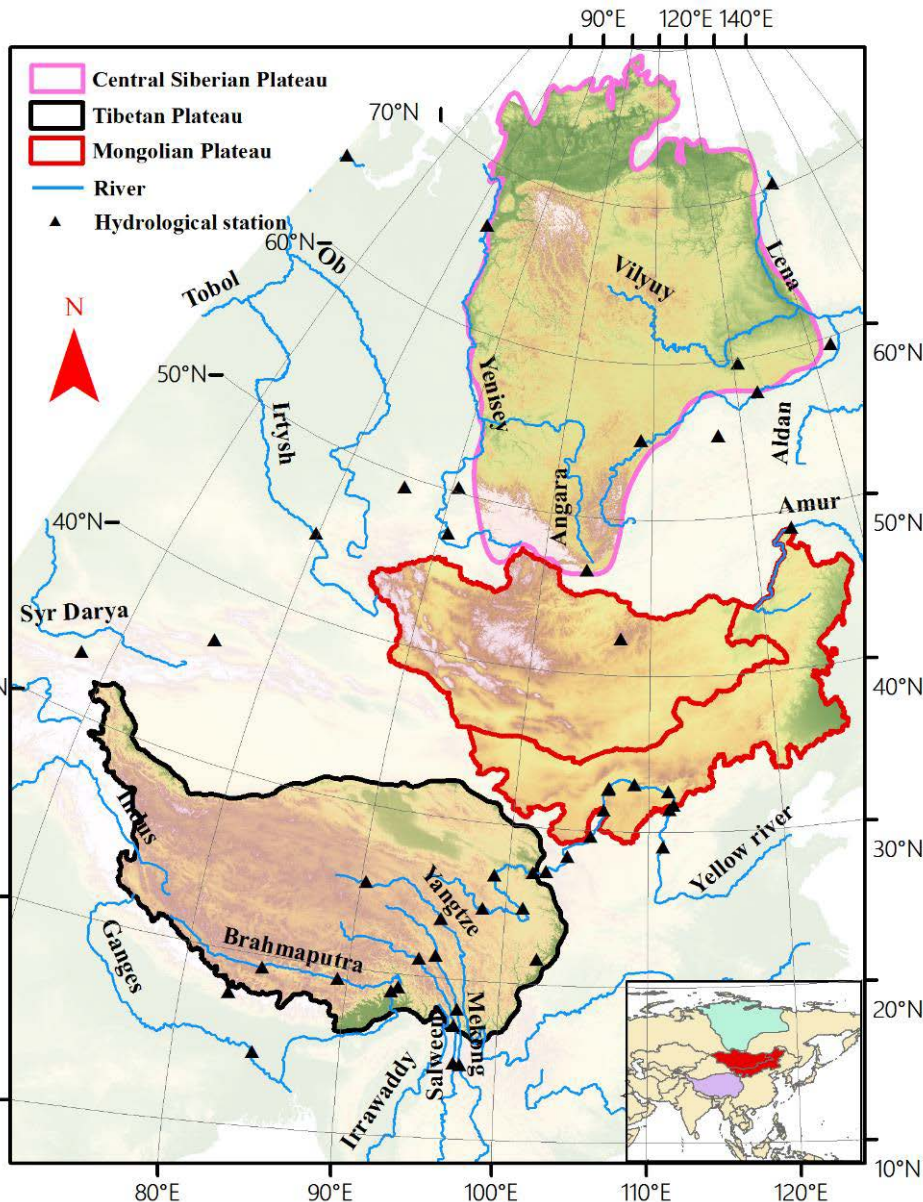 90°E 120°E 140°E
Central Siberian Plateau
Tibetan Plateau
Mongolian Plateau
River
Hydrological station
70°N
60°N
50°N
40°N
N
Ob
Tobol
Irtysh
Yenisey
Angara
Vilyuy
Lena
Aldan
Amur
Syr Darya
Indus
Ganges
Brahmaputra
Yangtze
Yellow river
Irrawaddy
Salween
Mekong
60°N
50°N
40°N
30°N
20°N
10°N
80°E 90°E 100°E 110°E 120°E